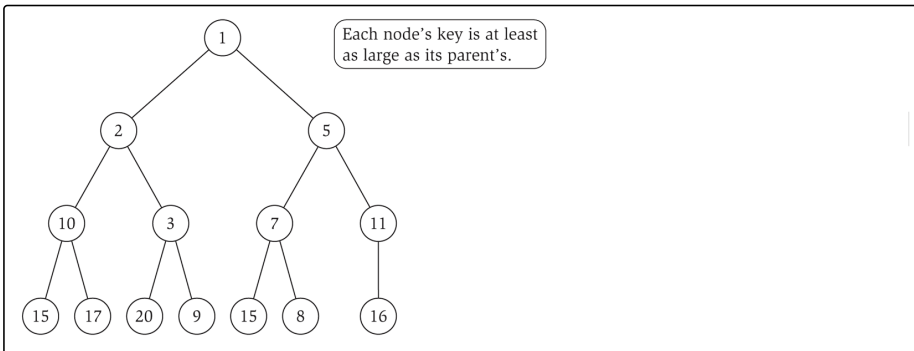 1
Each node's key is at least
as large as its parent's.
2 5
10 3 7 11
15 17 20 9 15 8 16